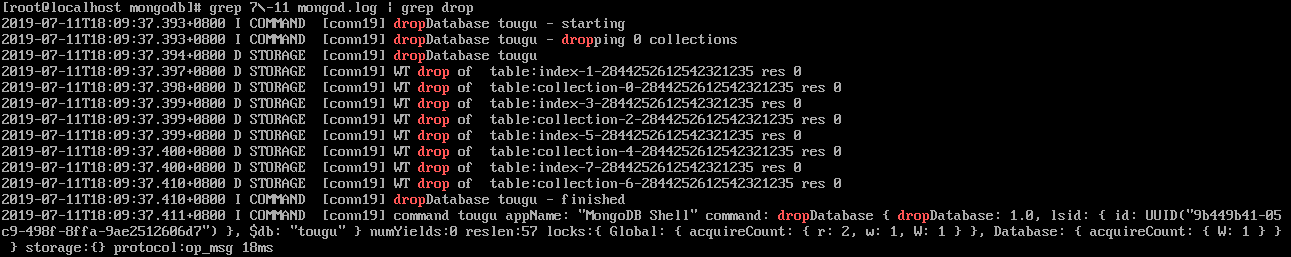 [root@localhost mongodb]# grep 7\-11 mongod.log | grep drop
2019-07-11T18:09:37.393+0800 I COMMAND  [conn19] dropDatabase tougu - starting
2019-07-11T18:09:37.393+0800 I COMMAND  [conn19] dropDatabase tougu - dropping 0 collections
2019-07-11T18:09:37.394+0800 D STORAGE  [conn19] dropDatabase tougu
2019-07-11T18:09:37.397+0800 D STORAGE  [conn19] WT drop of  table:index-1-2844252612542321235 res 0
2019-07-11T18:09:37.398+0800 D STORAGE  [conn19] WT drop of  table:collection-0-2844252612542321235 res 0
2019-07-11T18:09:37.399+0800 D STORAGE  [conn19] WT drop of  table:index-3-2844252612542321235 res 0
2019-07-11T18:09:37.399+0800 D STORAGE  [conn19] WT drop of  table:collection-2-2844252612542321235 res 0
2019-07-11T18:09:37.399+0800 D STORAGE  [conn19] WT drop of  table:index-5-2844252612542321235 res 0
2019-07-11T18:09:37.400+0800 D STORAGE  [conn19] WT drop of  table:collection-4-2844252612542321235 res 0
2019-07-11T18:09:37.400+0800 D STORAGE  [conn19] WT drop of  table:index-7-2844252612542321235 res 0
2019-07-11T18:09:37.410+0800 D STORAGE  [conn19] WT drop of  table:collection-6-2844252612542321235 res 0
2019-07-11T18:09:37.410+0800 I COMMAND  [conn19] dropDatabase tougu - finished
2019-07-11T18:09:37.411+0800 I COMMAND  [conn19] command tougu appName: "MongoDB Shell" command: dropDatabase { dropDatabase: 1.0, lsid: { id: UUID("9b449b41-05
c9-498f-8ffa-9ae2512606d7") }, $db: "tougu" } numYields:0 reslen:57 locks:{ Global: { acquireCount: { r: 2, w: 1, W: 1 } }, Database: { acquireCount: { W: 1 } }
 } storage:{} protocol:op_msg 18ms